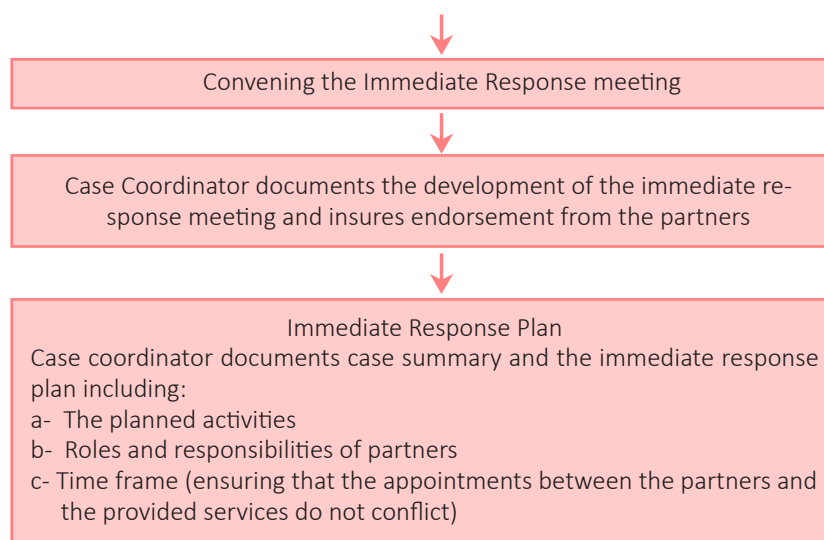 Convening the Immediate Response meeting
Case Coordinator documents the development of the immediate re-
sponse meeting and insures endorsement from the partners
Immediate Response Plan
Case coordinator documents case summary and the immediate response
plan including:
a- The planned activities
b- Roles and responsibilities of partners
c- Time frame (ensuring that the appointments between the partners and
the provided services do not conflict)